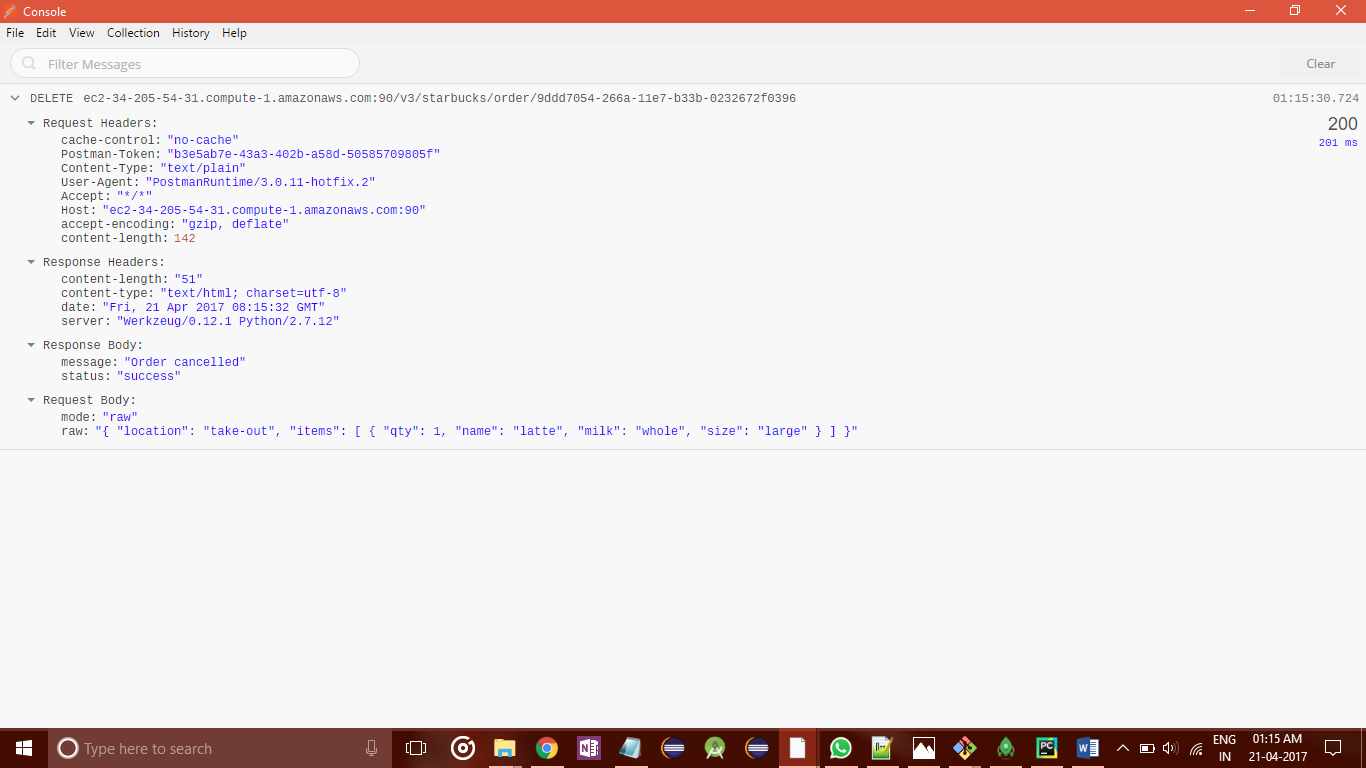 Console
File Edit View Collection History Help
Filter Messages
Clear
DELETE ec2-34-205-54-31.compute-1.amazonaws.com:90/v3/starbucks/order/9ddd7054-266a-11e7-b33b-0232672f0396 01:15:30.724
Request Headers: 200
201 ms
cache-control: "no-cache"
Postman-Token: "b3e5ab7e-43a3-402b-a58d-50585709805f"
Content-Type: "text/plain"
User-Agent: "PostmanRuntime/3.0.11-hotfix.2"
Accept: "*/*"
Host: "ec2-34-205-54-31.compute-1.amazonaws.com:90"
accept-encoding: "gzip, deflate"
content-length: 142
Response Headers:
content-length: "51"
content-type: "text/html; charset=utf-8"
date: "Fri, 21 Apr 2017 08:15:32 GMT"
server: "Werkzeug/0.12.1 Python/2.7.12"
Response Body:
message: "Order cancelled"
status: "success"
Request Body:
mode: "raw"
raw: "{ "location": "take-out", "items": [ { "qty": 1, "name": "latte", "milk": "whole", "size": "large" } ] }"
Type here to search
ENG 01:15 AM
IN 21-04-2017